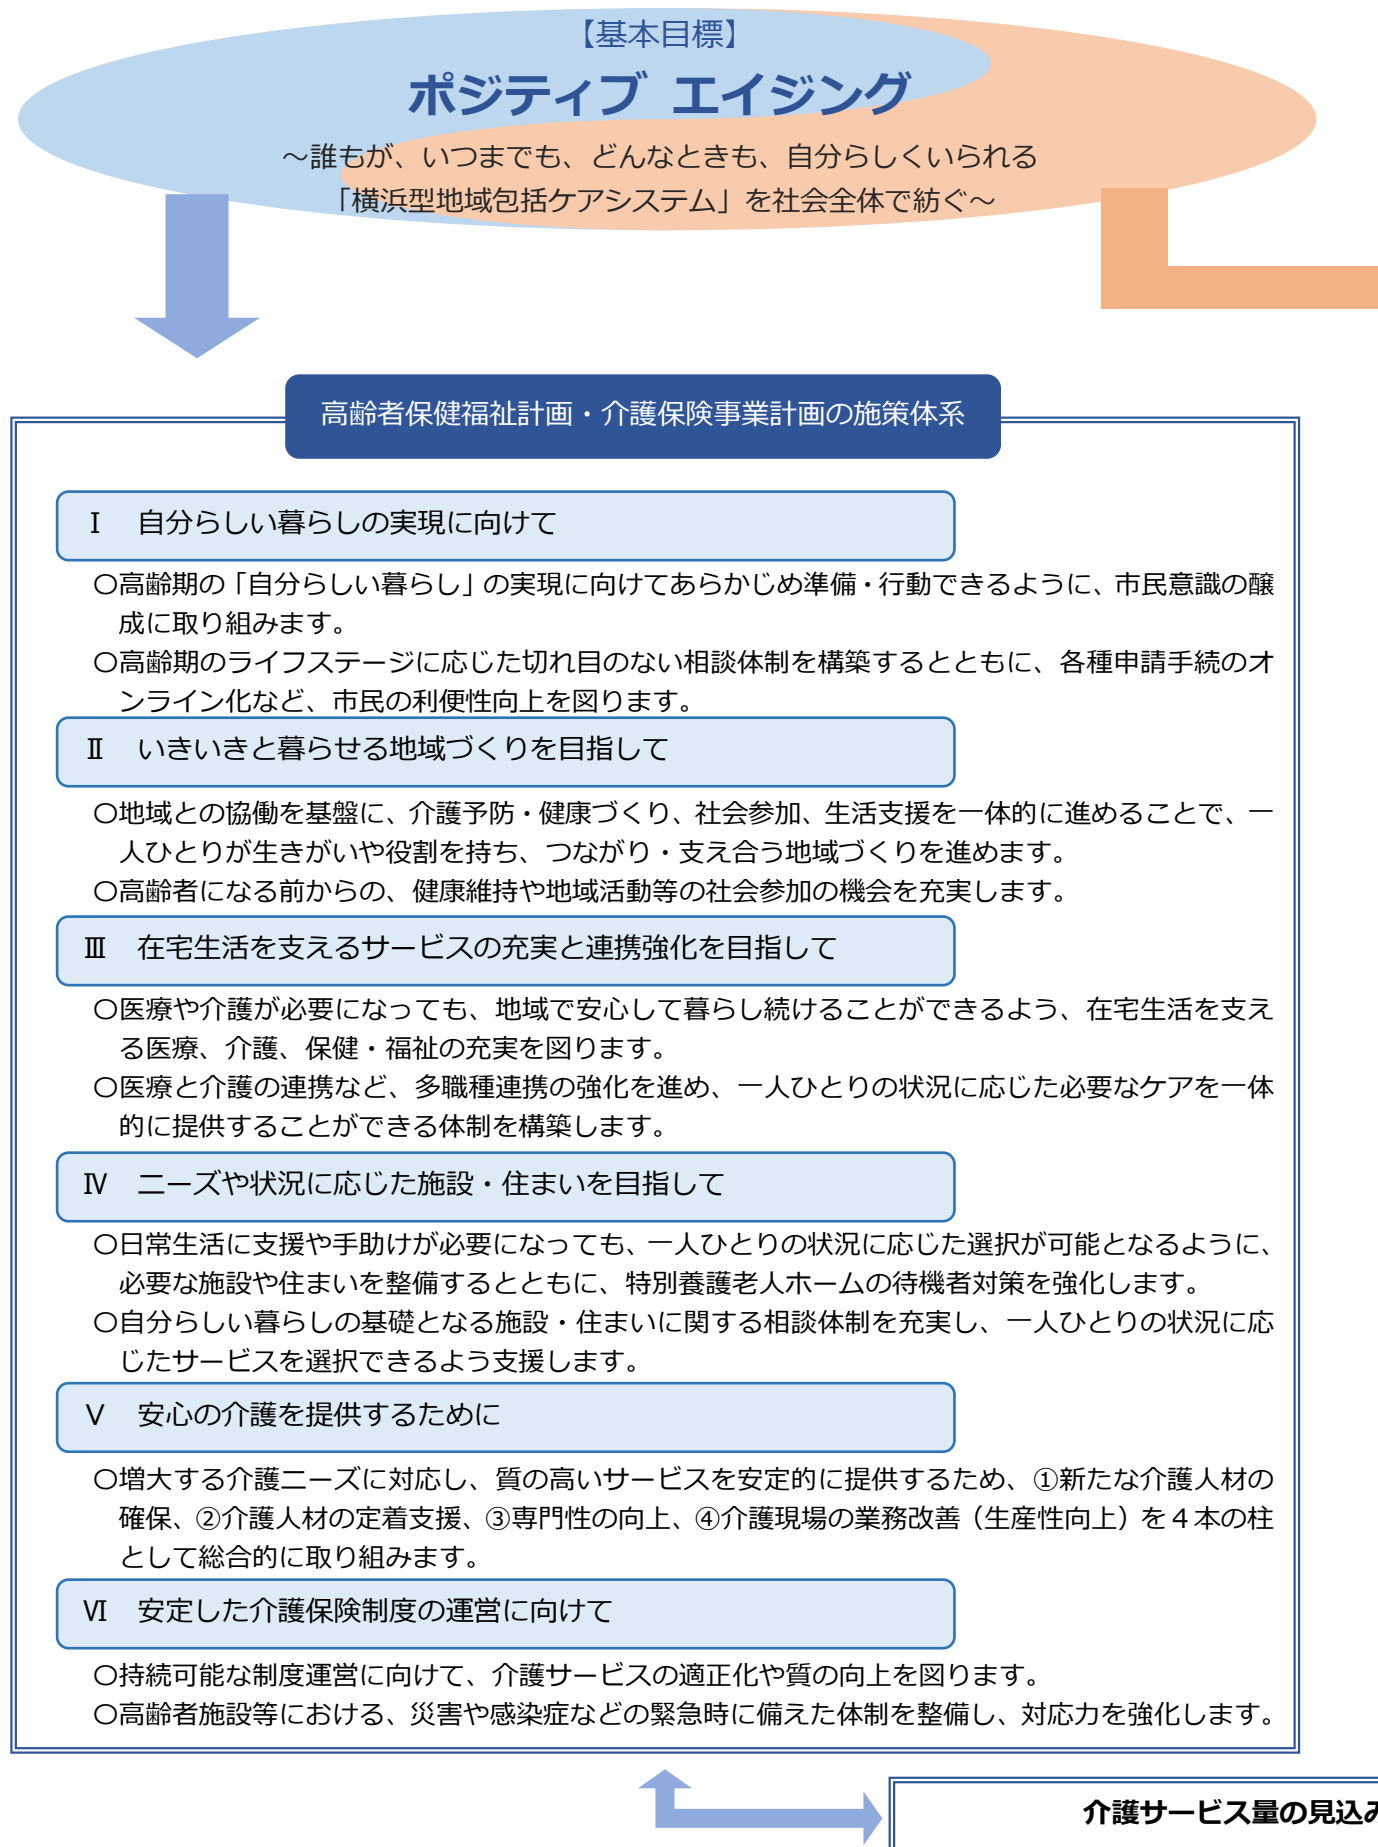 【基本目標】
ポジティブ エイジング
～誰もが、いつまでも、どんなときも、自分らしくいられる
「横浜型地域包括ケアシステム」を社会全体で紡ぐ～
高齢者保健福祉計画・介護保険事業計画の施策体系
Ⅰ 自分らしい暮らしの実現に向けて
〇高齢期の「自分らしい暮らし」の実現に向けてあらかじめ準備・行動できるように、市民意識の醸
成に取り組みます。
〇高齢期のライフステージに応じた切れ目のない相談体制を構築するとともに、各種申請手続のオ
ンライン化など、市民の利便性向上を図ります。
Ⅱ いきいきと暮らせる地域づくりを目指して
〇地域との協働を基盤に、介護予防・健康づくり、社会参加、生活支援を一体的に進めることで、一
人ひとりが生きがいや役割を持ち、つながり・支え合う地域づくりを進めます。
〇高齢者になる前からの、健康維持や地域活動等の社会参加の機会を充実します。
Ⅲ 在宅生活を支えるサービスの充実と連携強化を目指して
〇医療や介護が必要になっても、地域で安心して暮らし続けることができるよう、在宅生活を支え
る医療、介護、保健・福祉の充実を図ります。
〇医療と介護の連携など、多職種連携の強化を進め、一人ひとりの状況に応じた必要なケアを一体
的に提供することができる体制を構築します。
Ⅳ ニーズや状況に応じた施設・住まいを目指して
〇日常生活に支援や手助けが必要になっても、一人ひとりの状況に応じた選択が可能となるように、
必要な施設や住まいを整備するとともに、特別養護老人ホームの待機者対策を強化します。
〇自分らしい暮らしの基礎となる施設・住まいに関する相談体制を充実し、一人ひとりの状況に応
じたサービスを選択できるよう支援します。
Ⅴ 安心の介護を提供するために
〇増大する介護ニーズに対応し、質の高いサービスを安定的に提供するため、①新たな介護人材の
確保、②介護人材の定着支援、③専門性の向上、④介護現場の業務改善（生産性向上）を４本の柱
として総合的に取り組みます。
Ⅵ 安定した介護保険制度の運営に向けて
〇持続可能な制度運営に向けて、介護サービスの適正化や質の向上を図ります。
〇高齢者施設等における、災害や感染症などの緊急時に備えた体制を整備し、対応力を強化します。
介護サービス量の見込み